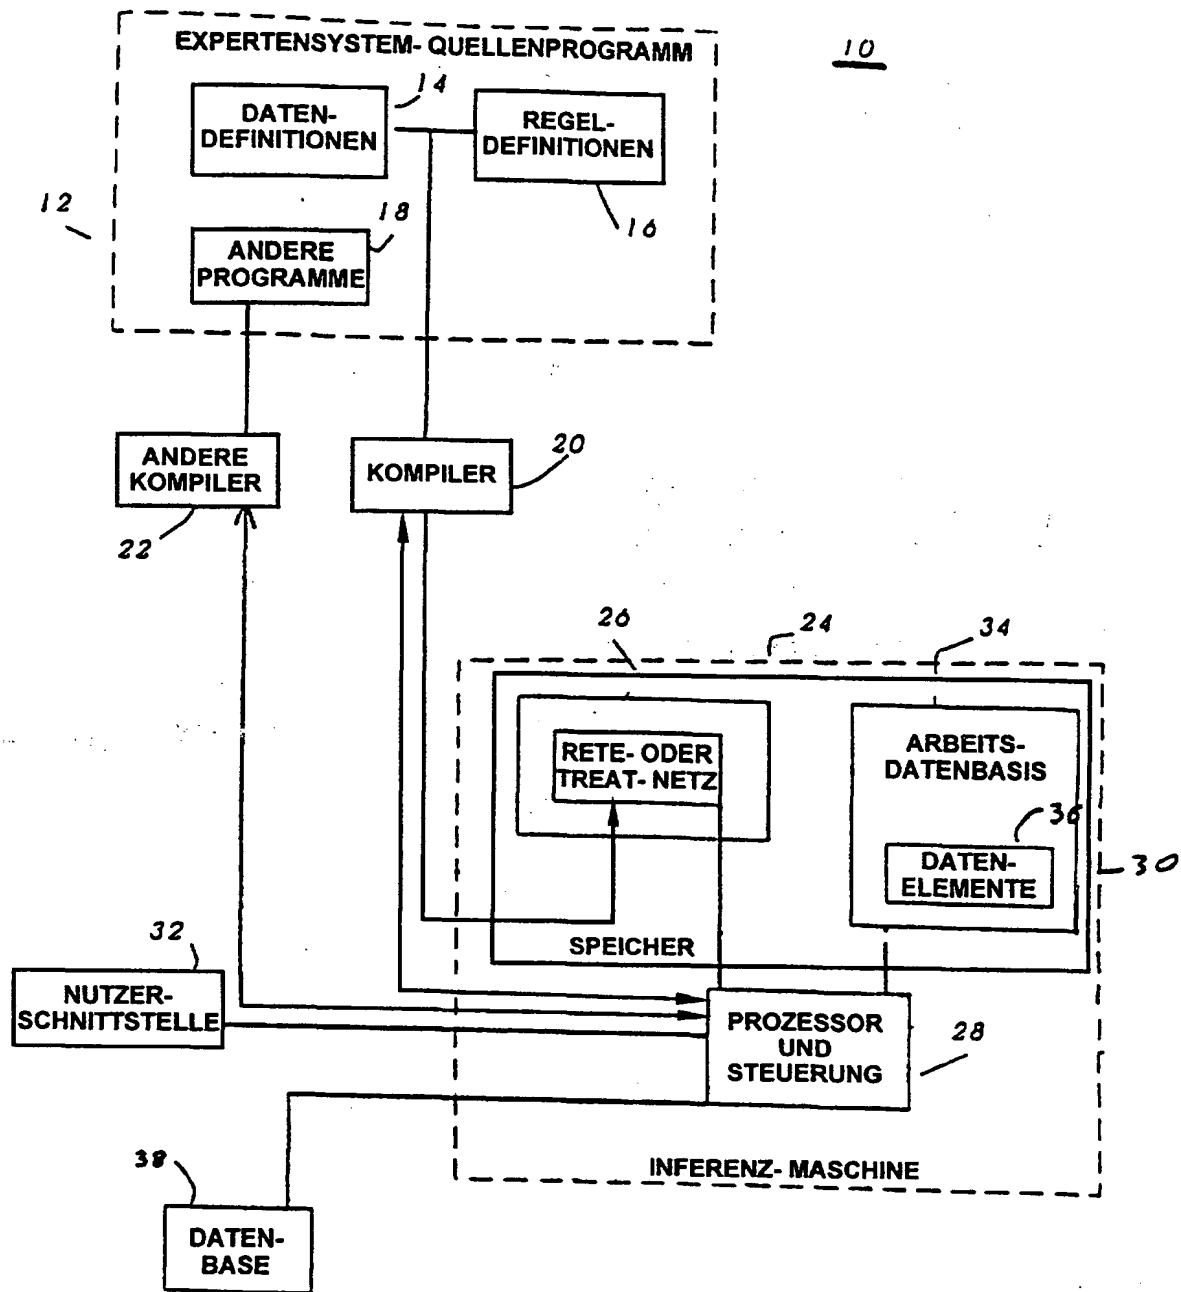 EXPERTENSYSTEM- QUELLENPROGRAMM
10
14
DATEN-
DEFINITIONEN
REGEL-
DEFINITIONEN
12
18
16
ANDERE
PROGRAMME
ANDERE
KOMPILER
KOMPILER
20
22
26
24
34
RETE- ODER
TREAT- NETZ
ARBEITS-
DATENBASIS
36
DATEN-
ELEMENTE
30
32
SPEICHER
NUTZER-
SCHNITTSTELLE
PROZESSOR
UND
STEUERUNG
28
38
INFERENZ- MASCHINE
DATEN-
BASE